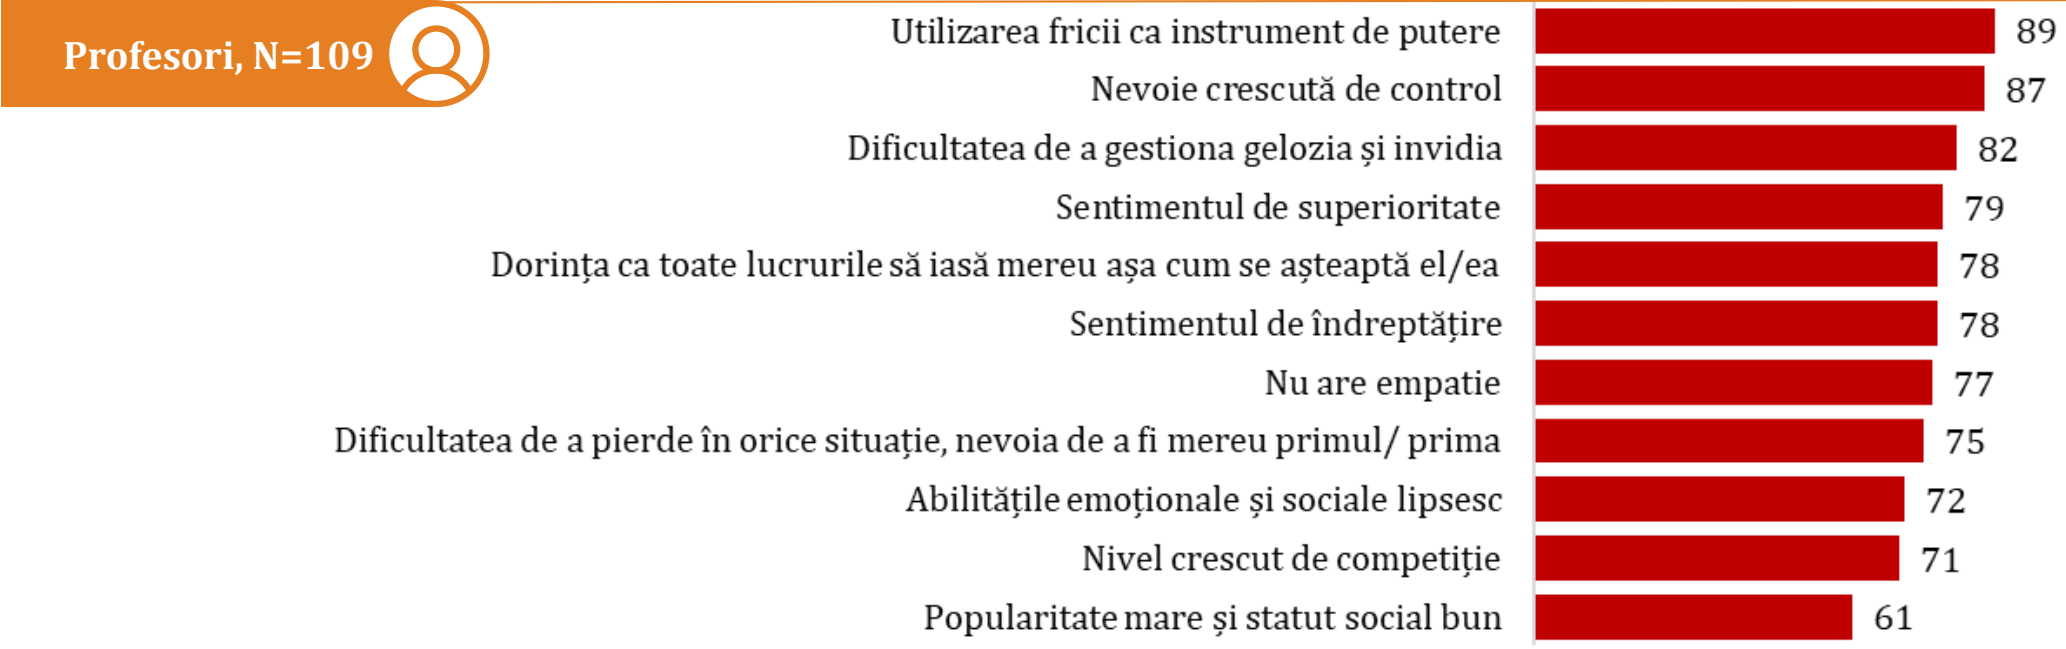 Profesori, N=109
Utilizarea fricii ca instrument de putere 89
Nevoie crescută de control 87
Dificultatea de a gestiona gelozia și invidia 82
Sentimentul de superioritate 79
Dorința ca toate lucrurile să iasă mereu așa cum se așteaptă el/ea 78
Sentimentul de îndreptățire 78
Nu are empatie 77
Dificultatea de a pierde în orice situație, nevoia de a fi mereu primul/ prima 75
Abilitățile emoționale și sociale lipsesc 72
Nivel crescut de competiție 71
Popularitate mare și statut social bun 61